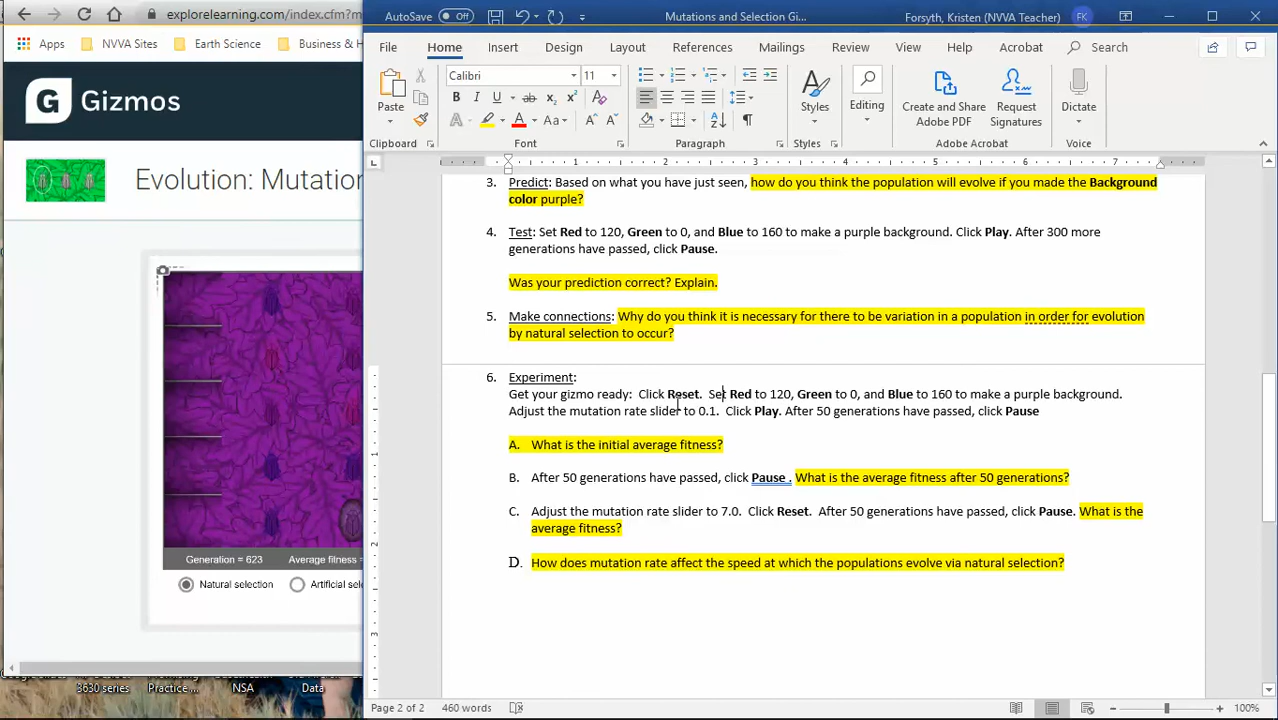 explorelearning.com/index.cfm?m
Apps NVVA Sites Earth Science Business & H
G Gizmos
Evolution: Mutation
Generation = 623 Average fitness =
Natural selection Artificial sel
3630 series Practice ... NSA Data
AutoSave Off Mutations and Selection Gi... Forsyth, Kristen (NVVA Teacher) FK
File Home Insert Design Layout References Mailings Review View Help Acrobat Search
Calibri 11
Paste Styles Editing Create and Share Adobe PDF Request Signatures Dictate
Clipboard Font Paragraph Styles Adobe Acrobat Voice
1 2 3 4 5 6 7
3. Predict: Based on what you have just seen, how do you think the population will evolve if you made the Background
color purple?
4. Test: Set Red to 120, Green to 0, and Blue to 160 to make a purple background. Click Play. After 300 more
generations have passed, click Pause.
Was your prediction correct? Explain.
5. Make connections: Why do you think it is necessary for there to be variation in a population in order for evolution
by natural selection to occur?
6. Experiment:
Get your gizmo ready: Click Reset. Set Red to 120, Green to 0, and Blue to 160 to make a purple background.
Adjust the mutation rate slider to 0.1. Click Play. After 50 generations have passed, click Pause
A. What is the initial average fitness?
B. After 50 generations have passed, click Pause . What is the average fitness after 50 generations?
C. Adjust the mutation rate slider to 7.0. Click Reset. After 50 generations have passed, click Pause. What is the
average fitness?
D. How does mutation rate affect the speed at which the populations evolve via natural selection?
Page 2 of 2 460 words 100%